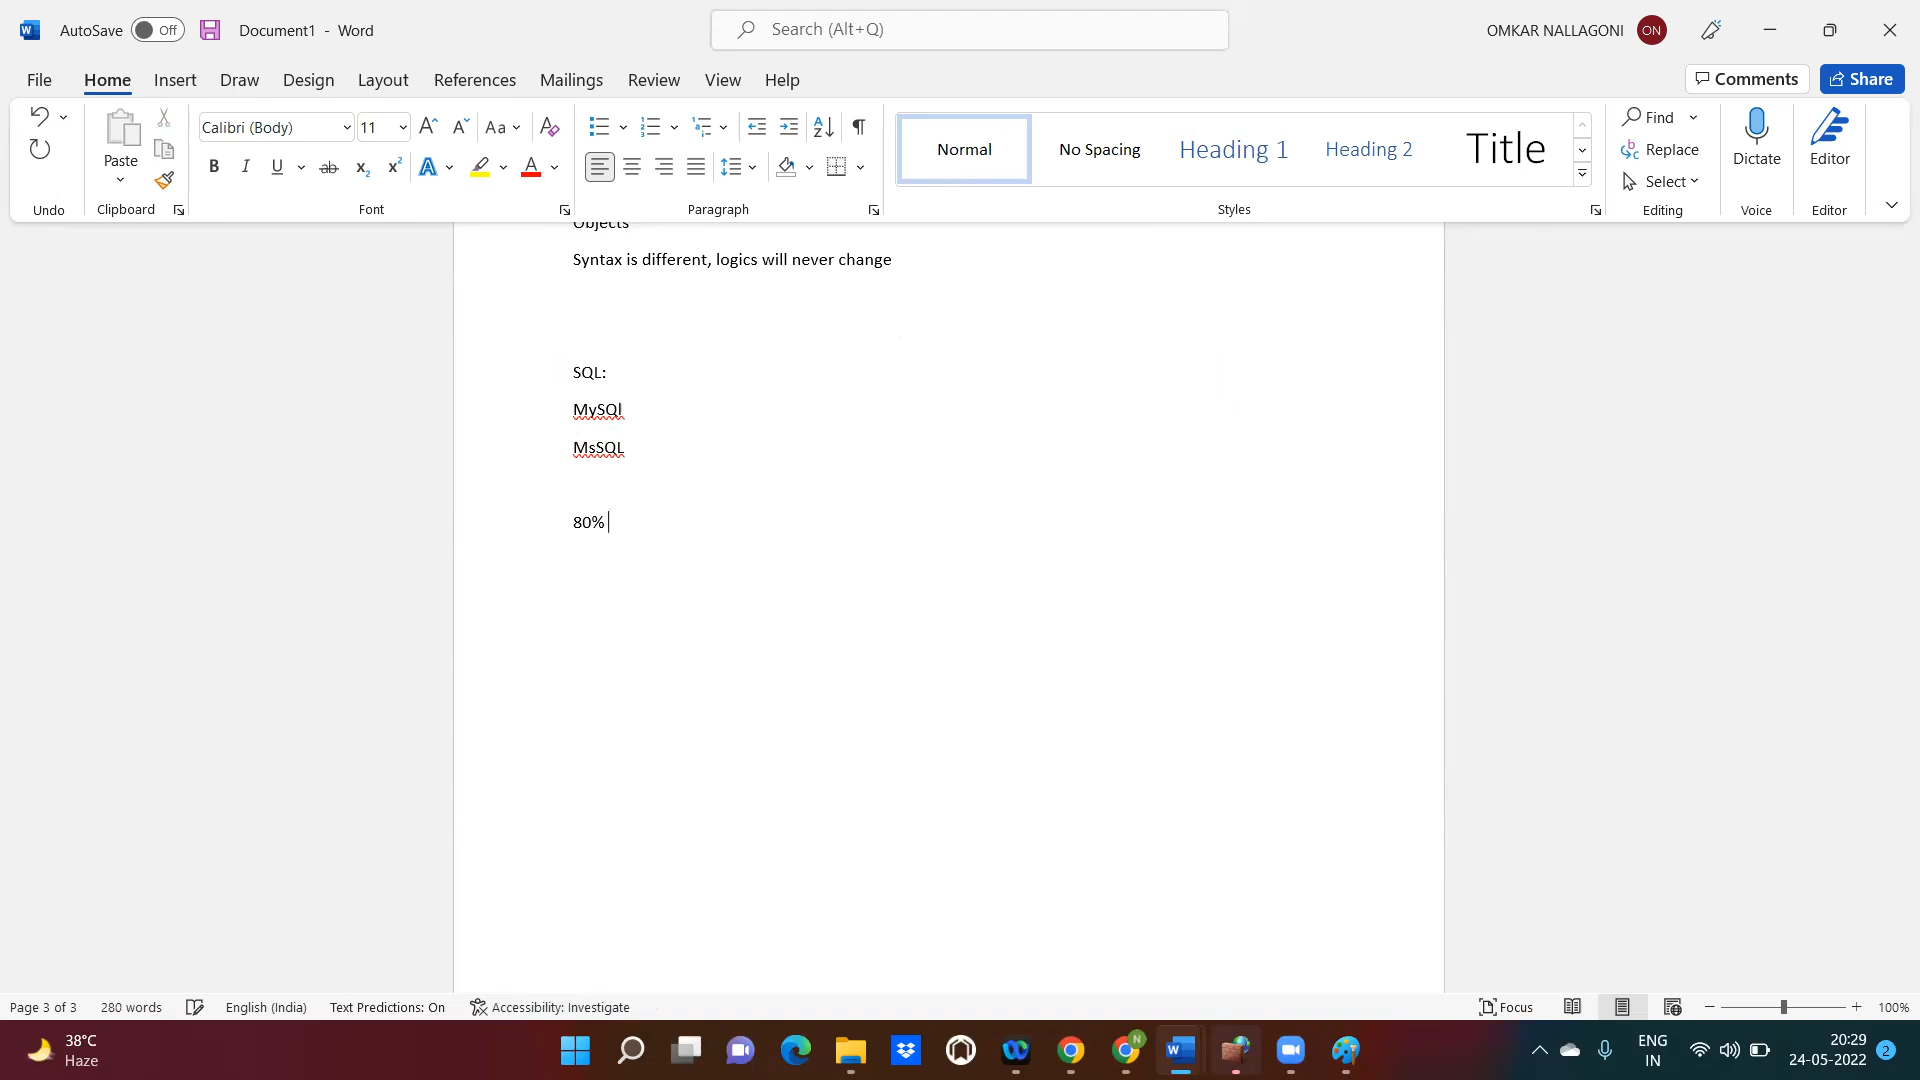 AutoSave Off Document1 - Word Search (Alt+Q) OMKAR NALLAGONI ON
File Home Insert Draw Design Layout References Mailings Review View Help Comments Share
Calibri (Body) 11 Aa Normal No Spacing Heading 1 Heading 2 Title Find
Paste Replace Dictate Editor
B I U ab x2 x2 A A Select
Undo Clipboard Font Paragraph Styles Editing Voice Editor
Objects
Syntax is different, logics will never change
SQL:
MySQl
MsSQL
80%
Page 3 of 3 280 words English (India) Text Predictions: On Accessibility: Investigate Focus 100%
38°C
Haze
N
W
ENG
IN
20:29
24-05-2022
2